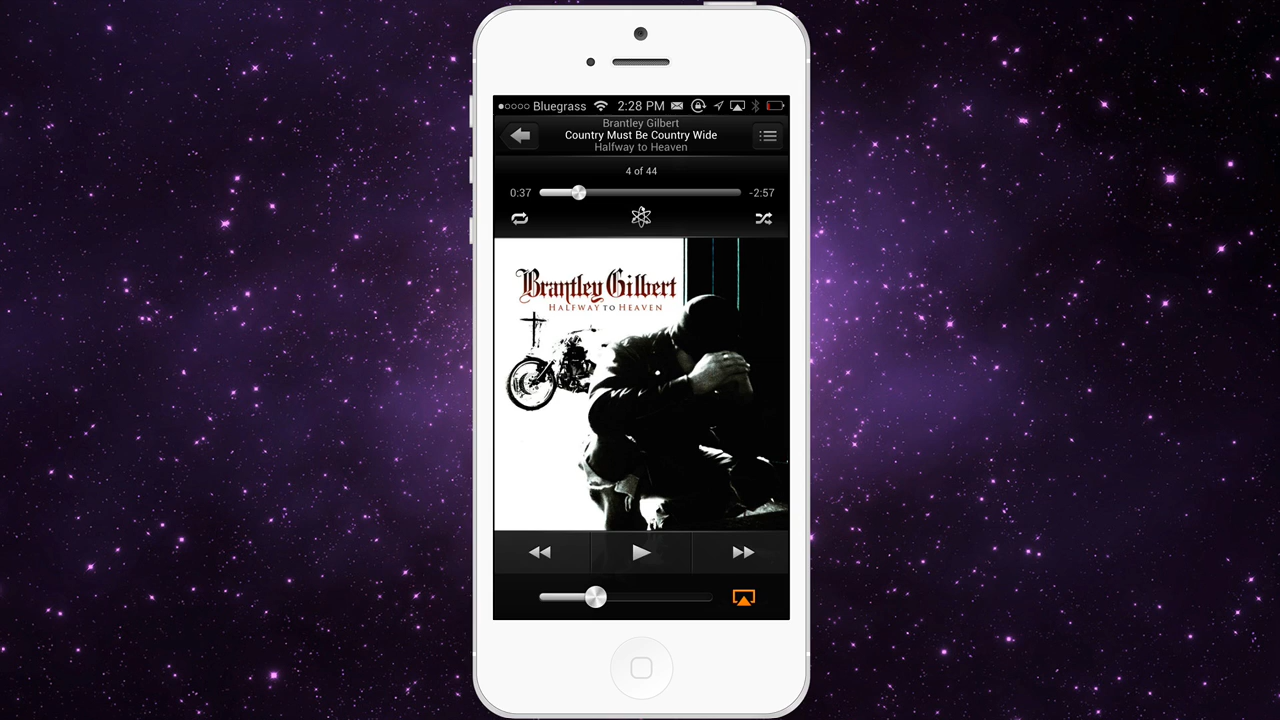 Bluegrass 2:28 PM
Brantley Gilbert
Country Must Be Country Wide
Halfway to Heaven
4 of 44
0:37 -2:57
Brantley Gilbert
HALFWAY TO HEAVEN